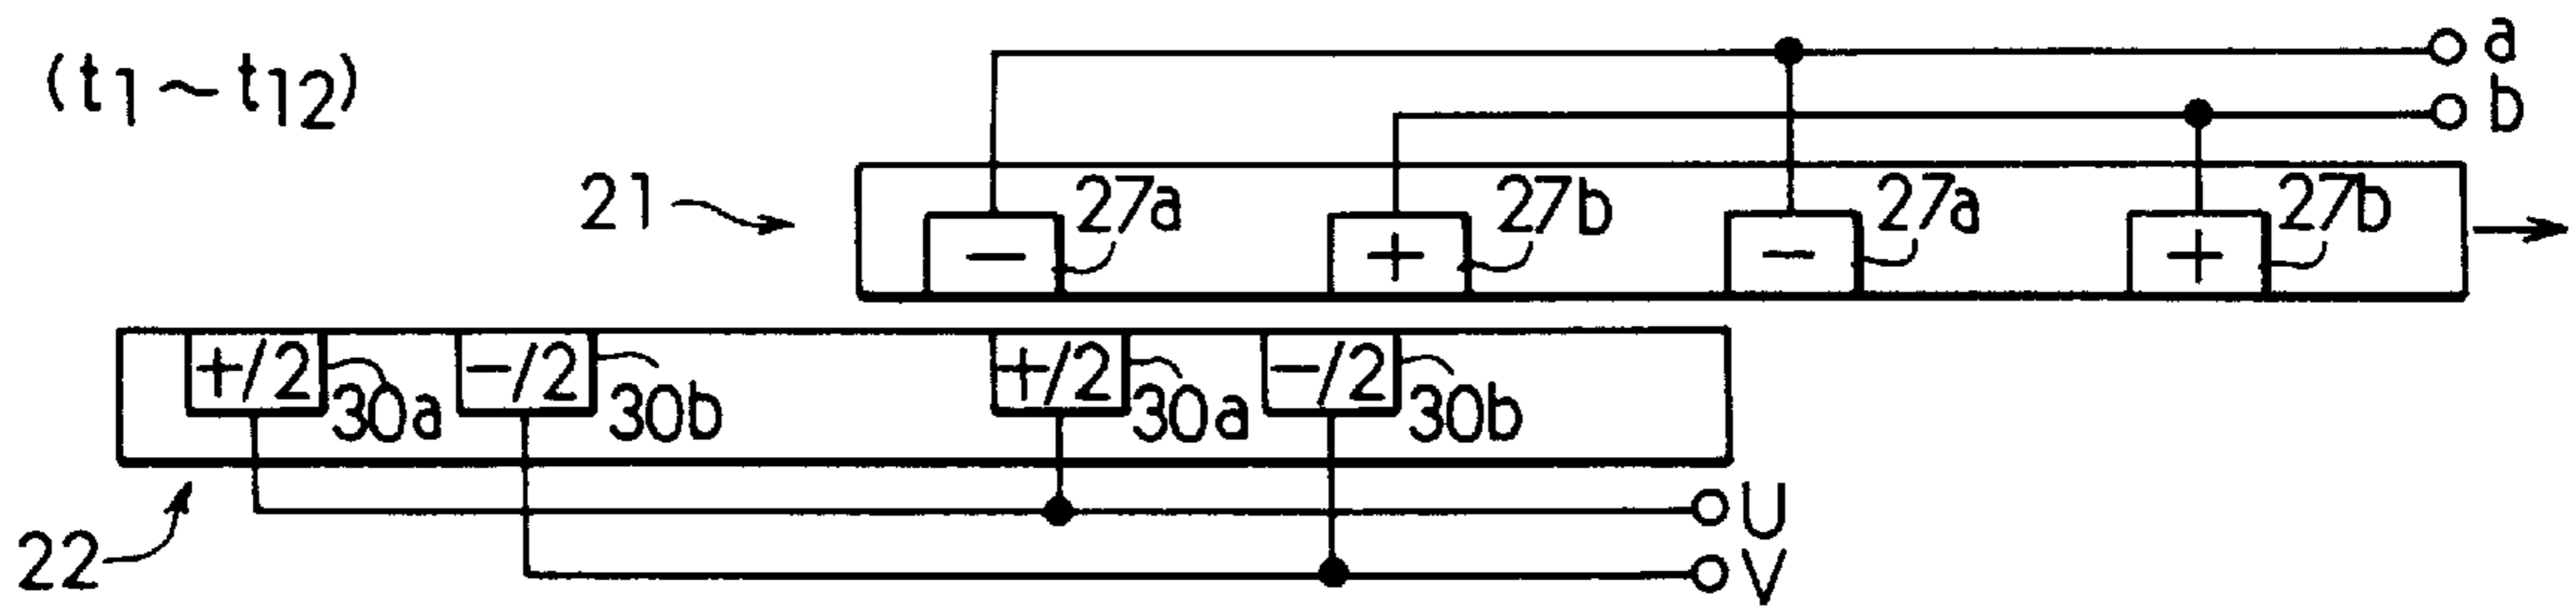 (t1~t12)
a
b
21
27a 27b 27a 27b
− + − +
+/2 −/2 +/2 −/2
30a 30b 30a 30b
22
U
V